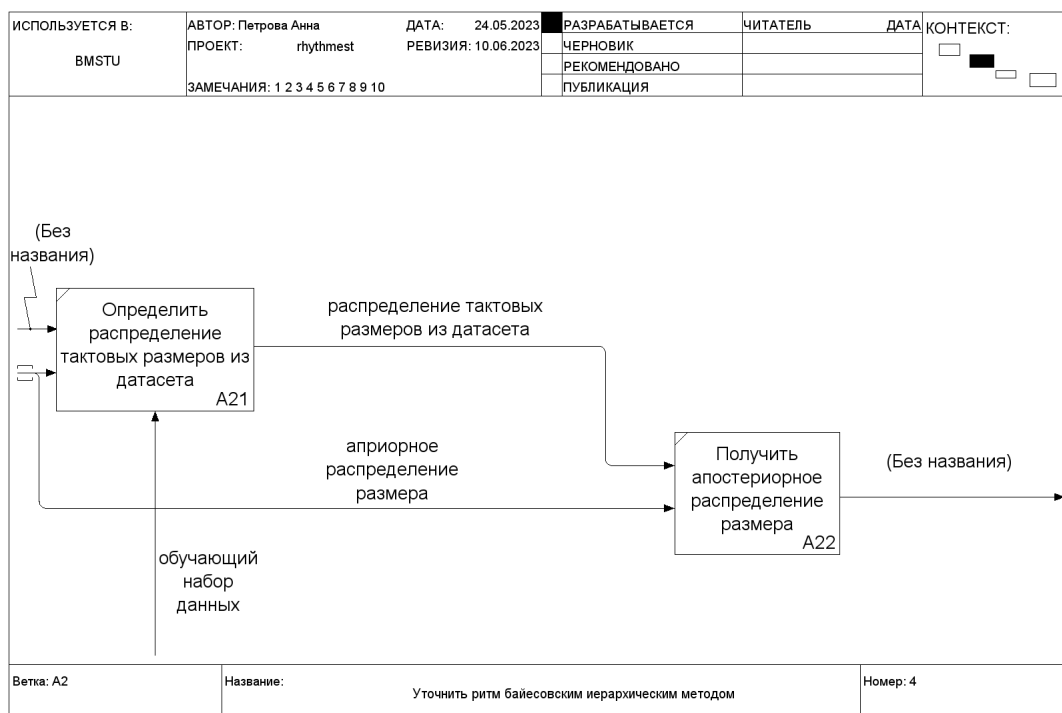 ИСПОЛЬЗУЕТСЯ В:
BMSTU
АВТОР: Петрова Анна
ДАТА: 24.05.2023
ПРОЕКТ: rhythmest
РЕВИЗИЯ: 10.06.2023
ЗАМЕЧАНИЯ: 1 2 3 4 5 6 7 8 9 10
РАЗРАБАТЫВАЕТСЯ
ЧЕРНОВИК
РЕКОМЕНДОВАНО
ПУБЛИКАЦИЯ
ЧИТАТЕЛЬ
ДАТА
КОНТЕКСТ:
(Без
названия)
Определить
распределение
тактовых размеров из
датасета
A21
распределение тактовых
размеров из датасета
априорное
распределение
размера
Получить
апостериорное
распределение
размера
A22
(Без названия)
обучающий
набор
данных
Ветка: A2
Название:
Уточнить ритм байесовским иерархическим методом
Номер: 4